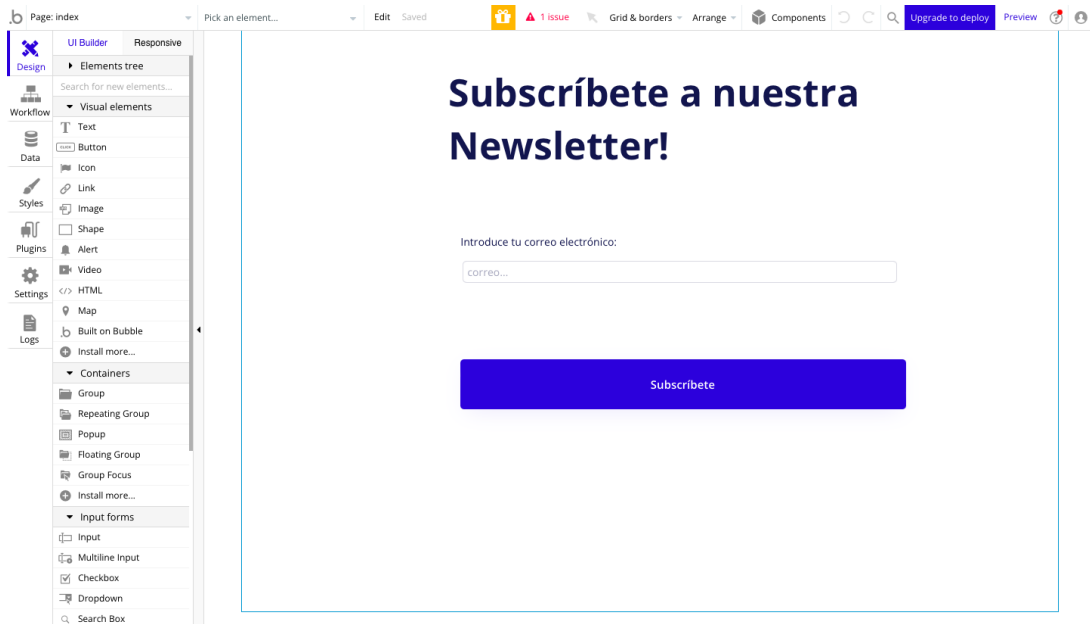 .b Page: index Pick an element... Edit Saved 1 issue Grid & borders Arrange Components Upgrade to deploy Preview ?
UI Builder Responsive
Design
Elements tree
Search for new elements...
Visual elements
Workflow
Text
CLICK Button
Data
Icon
Link
Styles
Image
Shape
Plugins
Alert
Video
Settings
</> HTML
Map
Logs
.b Built on Bubble
Install more...
Containers
Group
Repeating Group
Popup
Floating Group
Group Focus
Install more...
Input forms
Input
Multiline Input
Checkbox
Dropdown
Search Box
Subscríbete a nuestra
Newsletter!
Introduce tu correo electrónico:
correo...
Subscríbete